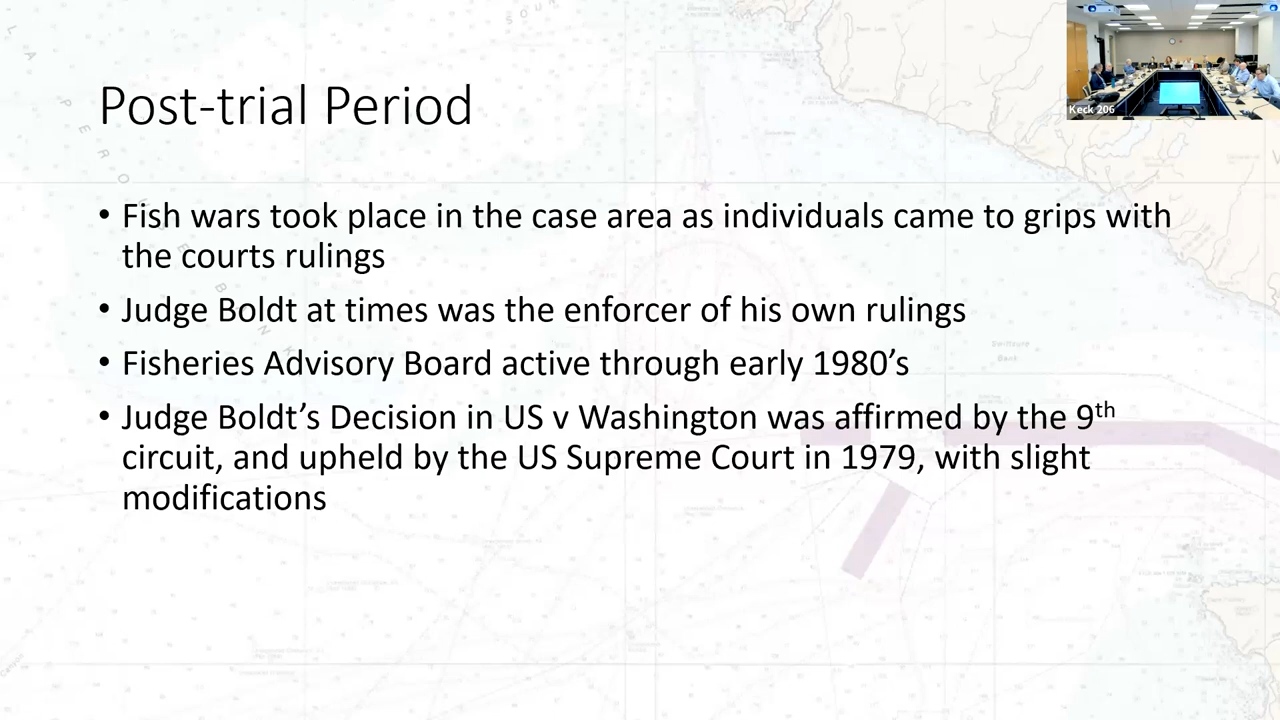 Post-trial Period
Keck 206
• Fish wars took place in the case area as individuals came to grips with
the courts rulings
• Judge Boldt at times was the enforcer of his own rulings
• Fisheries Advisory Board active through early 1980’s
• Judge Boldt’s Decision in US v Washington was affirmed by the 9th
circuit, and upheld by the US Supreme Court in 1979, with slight
modifications